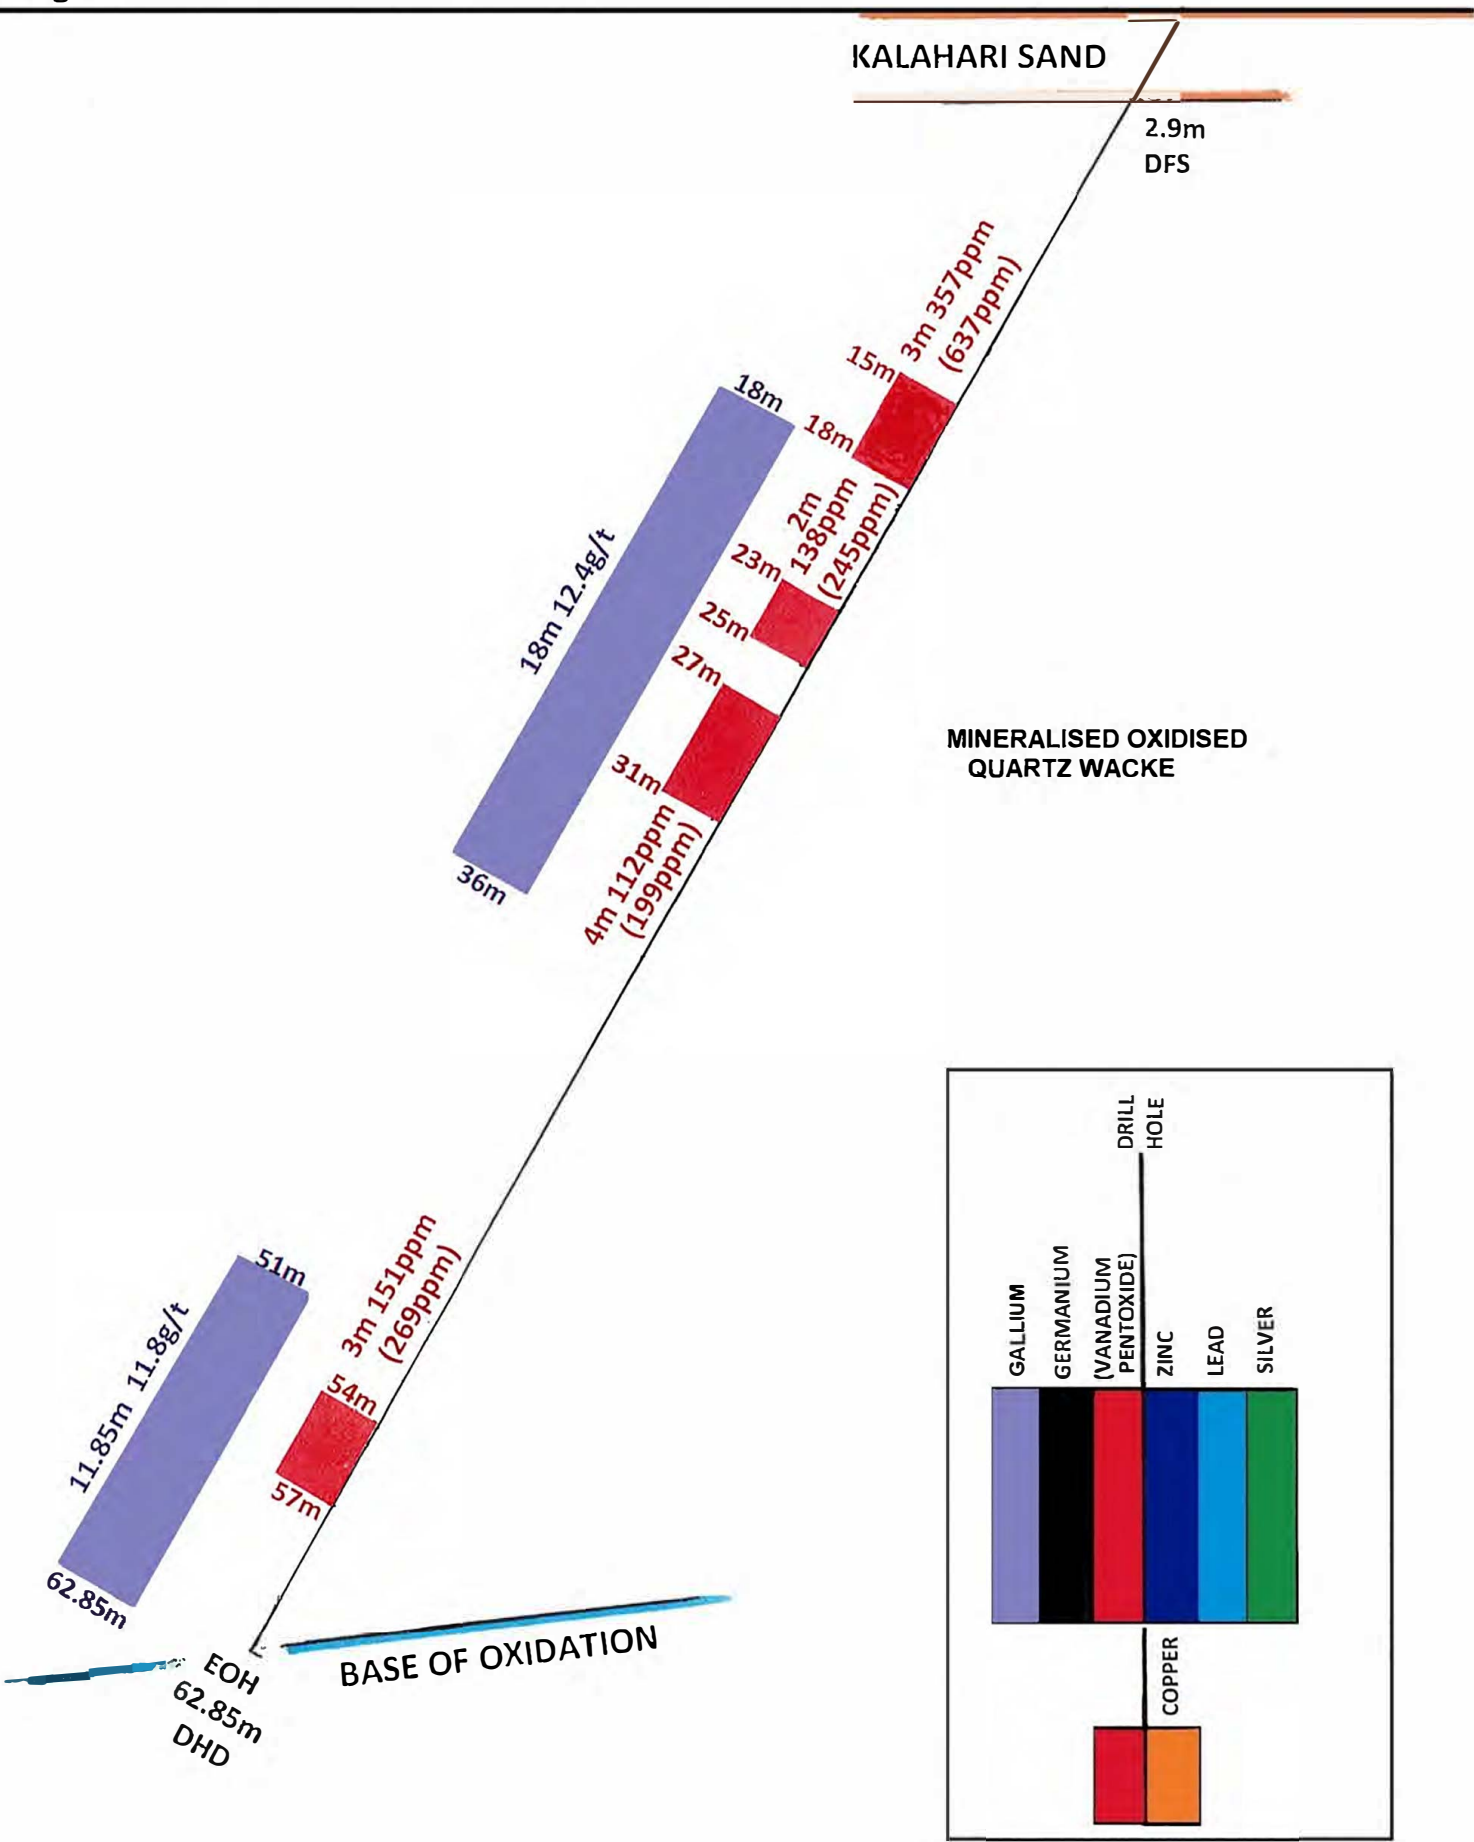 KALAHARI SAND
2.9m
DFS
3m 357ppm
(637ppm)
15m
18m
18m
2m
138ppm
(245ppm)
23m
25m
18m 12.4g/t
27m
31m
MINERALISED OXIDISED
QUARTZ WACKE
36m
4m 112ppm
(199ppm)
3m 151ppm
(269ppm)
51m
11.85m 11.8g/t
54m
57m
62.85m
BASE OF OXIDATION
EOH
62.85m
DHD
DRILL
HOLE
GALLIUM
GERMANIUM
(VANADIUM
PENTOXIDE)
ZINC
LEAD
SILVER
COPPER